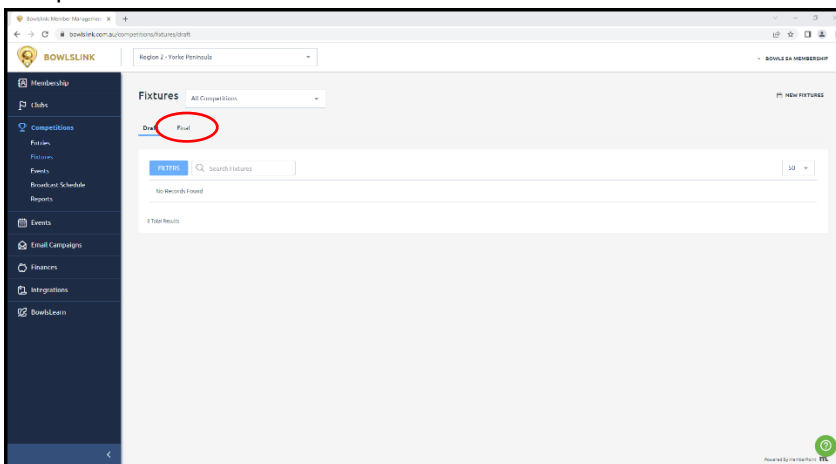 Bowlslink Member Managemen
bowlslink.com.au/competitions/fixtures/draft
BOWLSLINK
Region 2 - Yorke Peninsula
BOWLS SA MEMBERSHIP
Membership
Clubs
Competitions
Entries
Fixtures
Events
Broadcast Schedule
Reports
Events
Email Campaigns
Finances
Integrations
BowlsLearn
Fixtures
All Competitions
NEW FIXTURES
Draft
Final
FILTERS
Search Fixtures
50
No Records Found
0 Total Results
Powered by MemberPoint